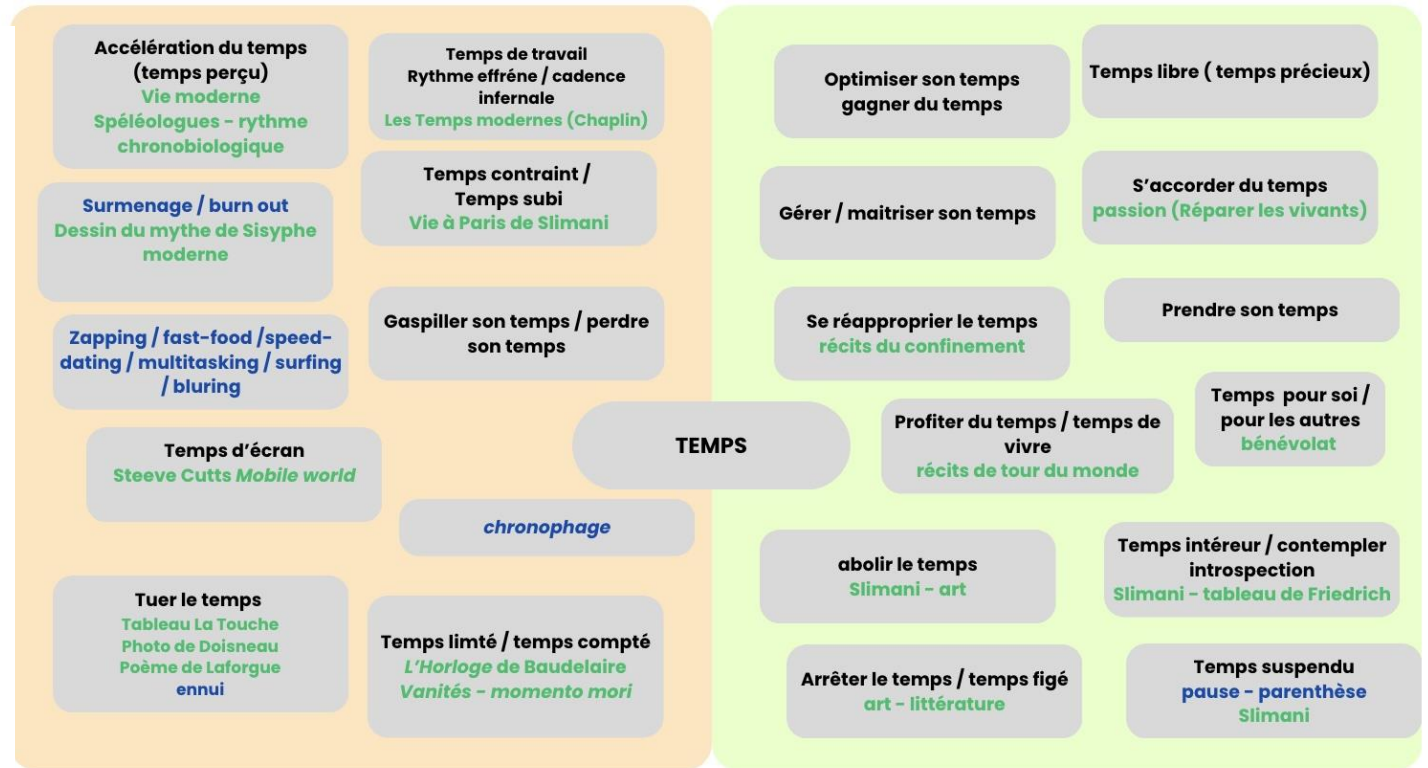 Accélération du temps
(temps perçu)
Vie moderne
Spéléologues - rythme
chronobiologique
Temps de travail
Rythme effréne / cadence
infernale
Les Temps modernes (Chaplin)
Surmenage / burn out
Dessin du mythe de Sisyphe
moderne
Temps contraint /
Temps subi
Vie à Paris de Slimani
Zapping / fast-food /speed-
dating / multitasking / surfing
/ bluring
Gaspiller son temps / perdre
son temps
Temps d'écran
Steeve Cutts Mobile world
chronophage
Tuer le temps
Tableau La Touche
Photo de Doisneau
Poème de Laforgue
ennui
Temps limté / temps compté
L'Horloge de Baudelaire
Vanités - momento mori
TEMPS
Optimiser son temps
gagner du temps
Temps libre ( temps précieux)
Gérer / maitriser son temps
S'accorder du temps
passion (Réparer les vivants)
Se réapproprier le temps
récits du confinement
Prendre son temps
Profiter du temps / temps de
vivre
récits de tour du monde
Temps pour soi /
pour les autres
bénévolat
abolir le temps
Slimani - art
Temps intéreur / contempler
introspection
Slimani - tableau de Friedrich
Arrêter le temps / temps figé
art - littérature
Temps suspendu
pause - parenthèse
Slimani